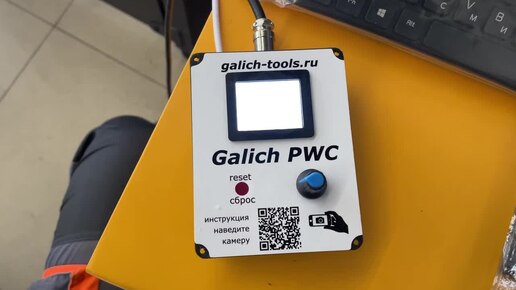 galich-tools.ru
Galich PWC
reset
сброс
инструкция
наведите
камеру